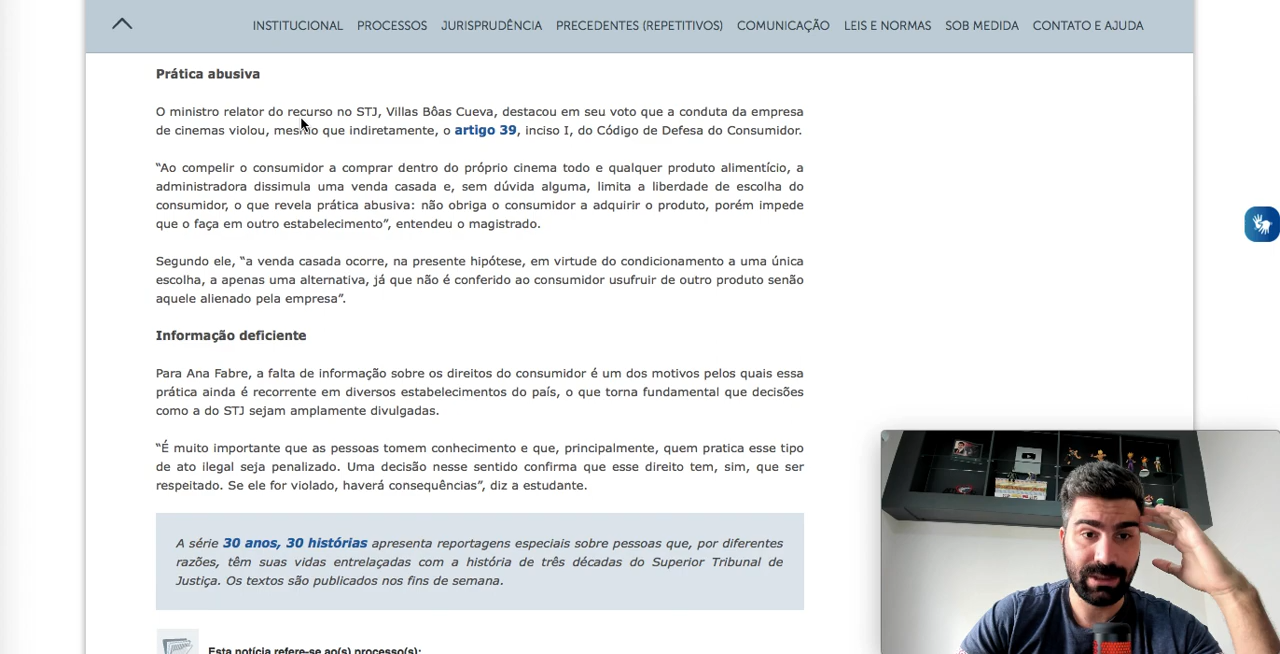 INSTITUCIONAL PROCESSOS JURISPRUDÊNCIA PRECEDENTES (REPETITIVOS) COMUNICAÇÃO LEIS E NORMAS SOB MEDIDA CONTATO E AJUDA
Prática abusiva
O ministro relator do recurso no STJ, Villas Bôas Cueva, destacou em seu voto que a conduta da empresa
de cinemas violou, mesmo que indiretamente, o artigo 39, inciso I, do Código de Defesa do Consumidor.
“Ao compelir o consumidor a comprar dentro do próprio cinema todo e qualquer produto alimentício, a
administradora dissimula uma venda casada e, sem dúvida alguma, limita a liberdade de escolha do
consumidor, o que revela prática abusiva: não obriga o consumidor a adquirir o produto, porém impede
que o faça em outro estabelecimento”, entendeu o magistrado.
Segundo ele, “a venda casada ocorre, na presente hipótese, em virtude do condicionamento a uma única
escolha, a apenas uma alternativa, já que não é conferido ao consumidor usufruir de outro produto senão
aquele alienado pela empresa”.
Informação deficiente
Para Ana Fabre, a falta de informação sobre os direitos do consumidor é um dos motivos pelos quais essa
prática ainda é recorrente em diversos estabelecimentos do país, o que torna fundamental que decisões
como a do STJ sejam amplamente divulgadas.
“É muito importante que as pessoas tomem conhecimento e que, principalmente, quem pratica esse tipo
de ato ilegal seja penalizado. Uma decisão nesse sentido confirma que esse direito tem, sim, que ser
respeitado. Se ele for violado, haverá consequências”, diz a estudante.
A série 30 anos, 30 histórias apresenta reportagens especiais sobre pessoas que, por diferentes
razões, têm suas vidas entrelaçadas com a história de três décadas do Superior Tribunal de
Justiça. Os textos são publicados nos fins de semana.
Esta notícia refere-se ao(s) processo(s):